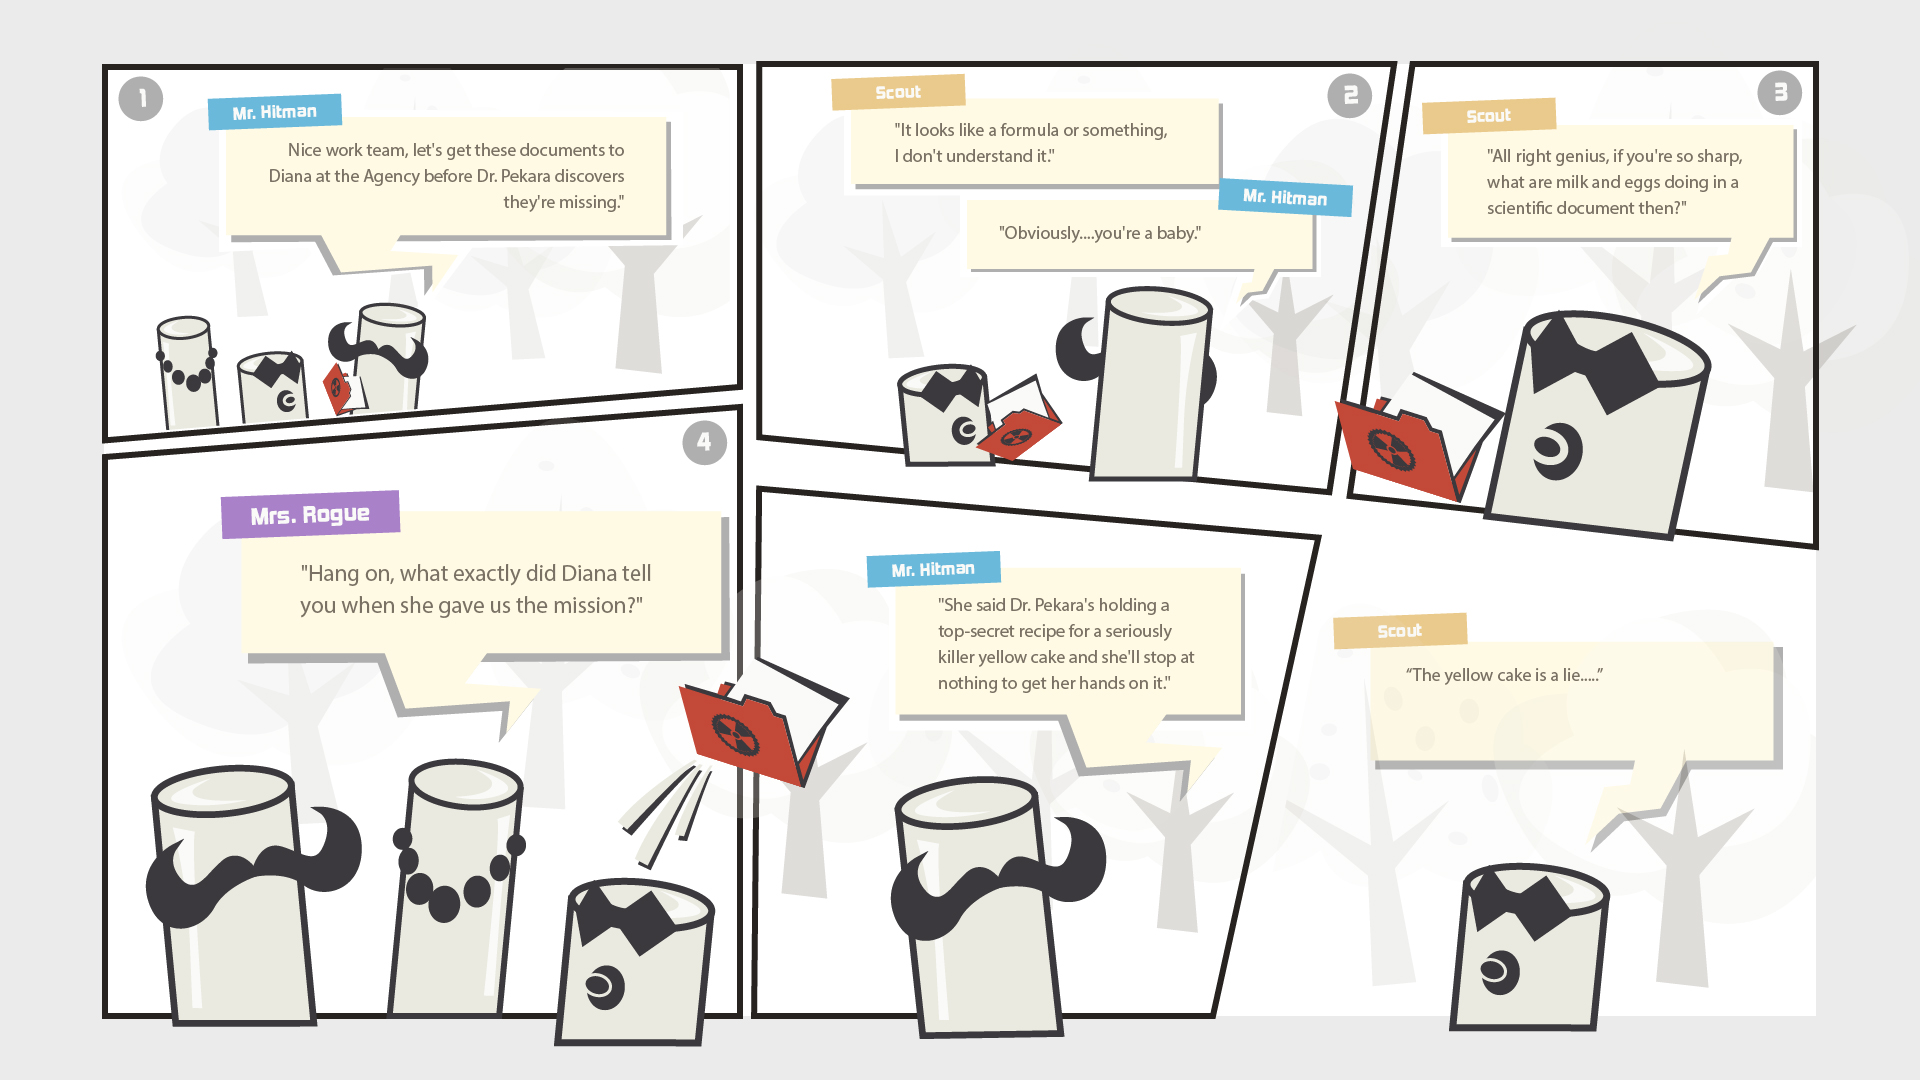 1
Mr. Hitman
Nice work team, let's get these documents to
Diana at the Agency before Dr. Pekara discovers
they're missing."
2
Scout
"It looks like a formula or something,
I don't understand it."
Mr. Hitman
"Obviously....you're a baby."
3
Scout
"All right genius, if you're so sharp,
what are milk and eggs doing in a
scientific document then?"
4
Mrs. Rogue
"Hang on, what exactly did Diana tell
you when she gave us the mission?"
Mr. Hitman
"She said Dr. Pekara's holding a
top-secret recipe for a seriously
killer yellow cake and she'll stop at
nothing to get her hands on it."
Scout
“The yellow cake is a lie.....”